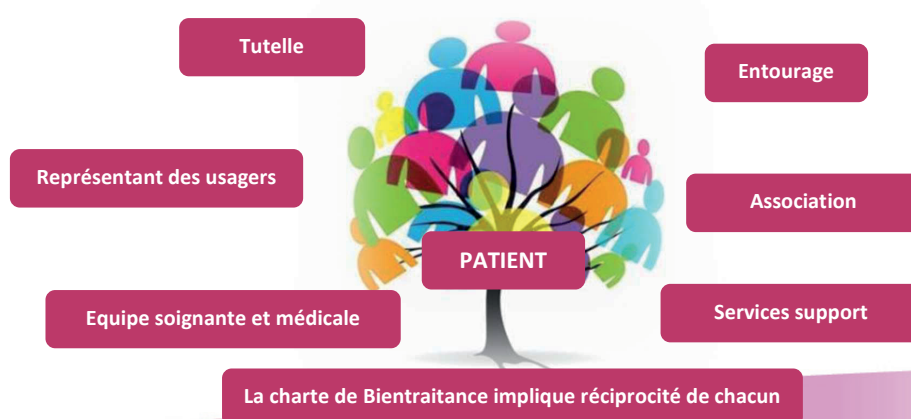 Tutelle
Entourage
Représentant des usagers
Association
PATIENT
Equipe soignante et médicale
Services support
La charte de Bientraitance implique réciprocité de chacun